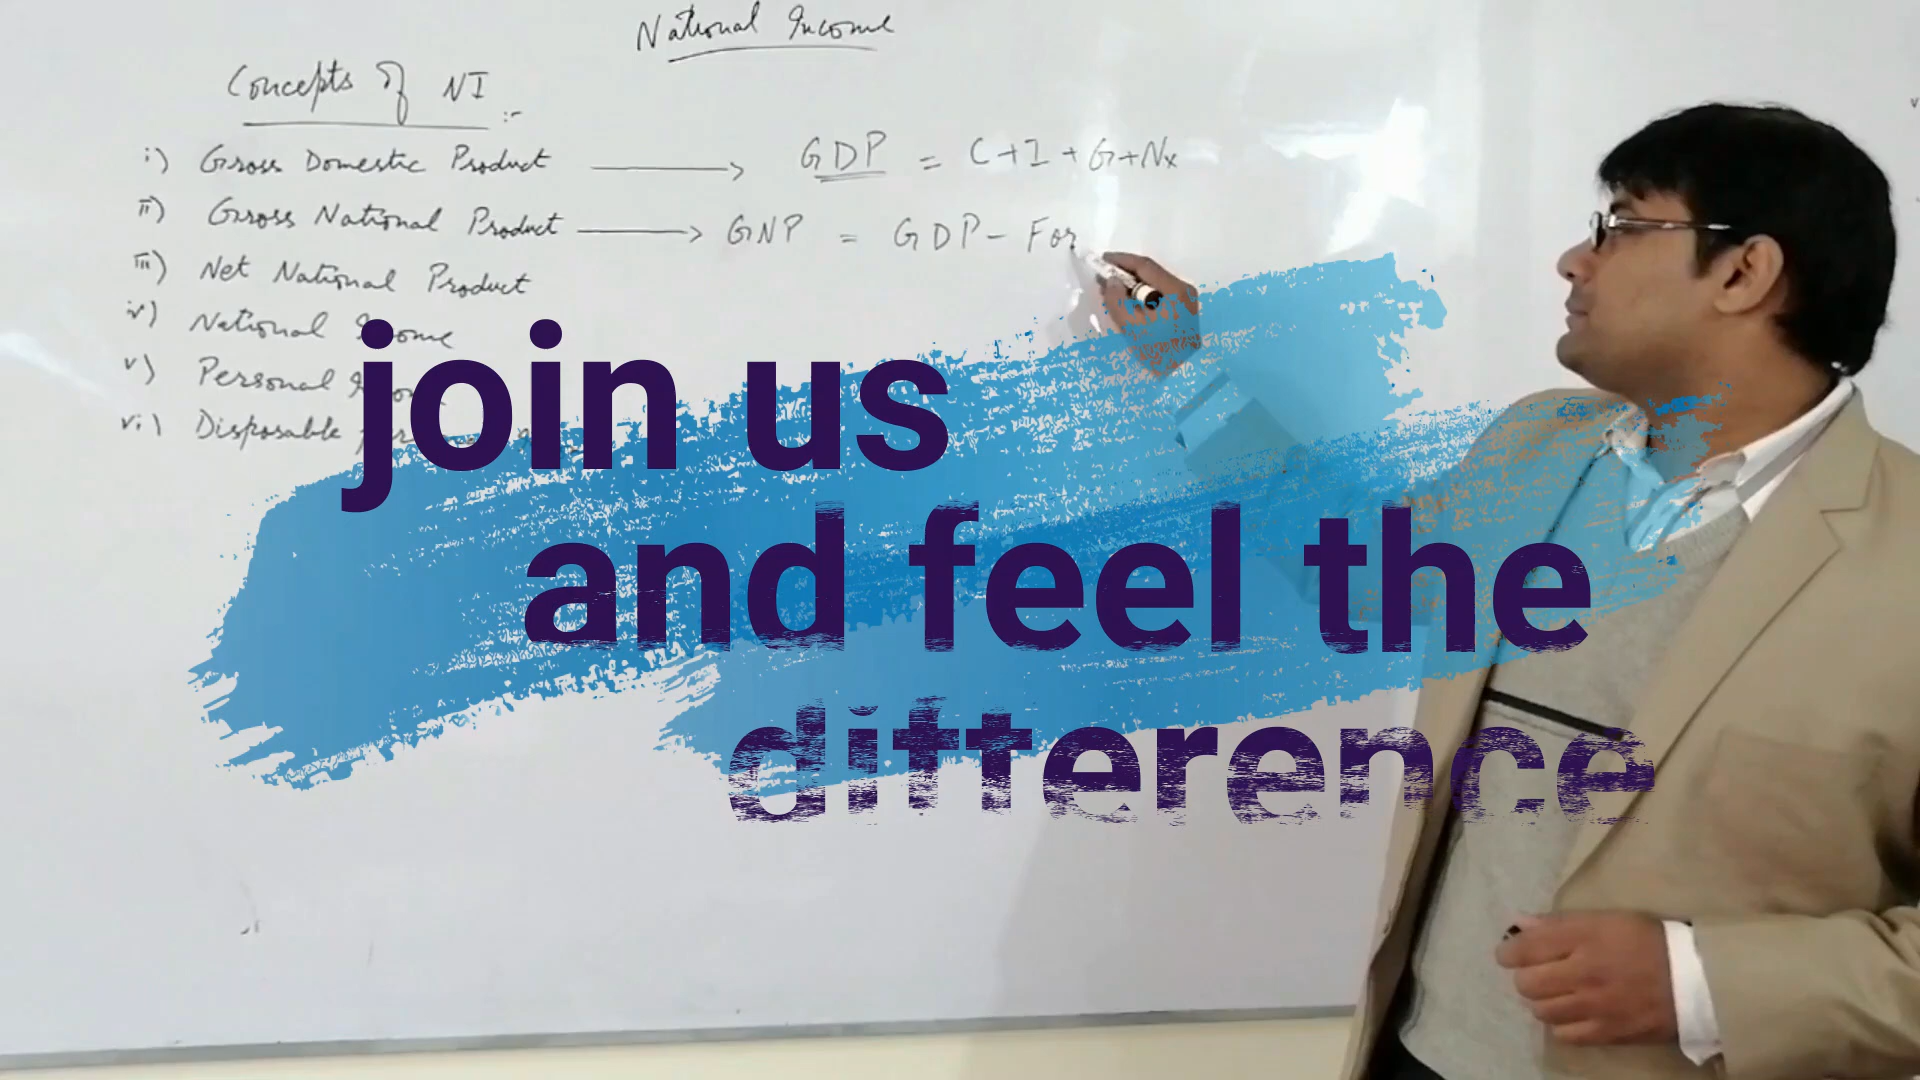 National Income
Concepts of NI :-
i) Gross Domestic Product → GDP = C+I+G+Nx
ii) Gross National Product → GNP = GDP - For
iii) Net National Product
iv) National Income
v) Personal
vi) Disposable
join us
and feel the
difference